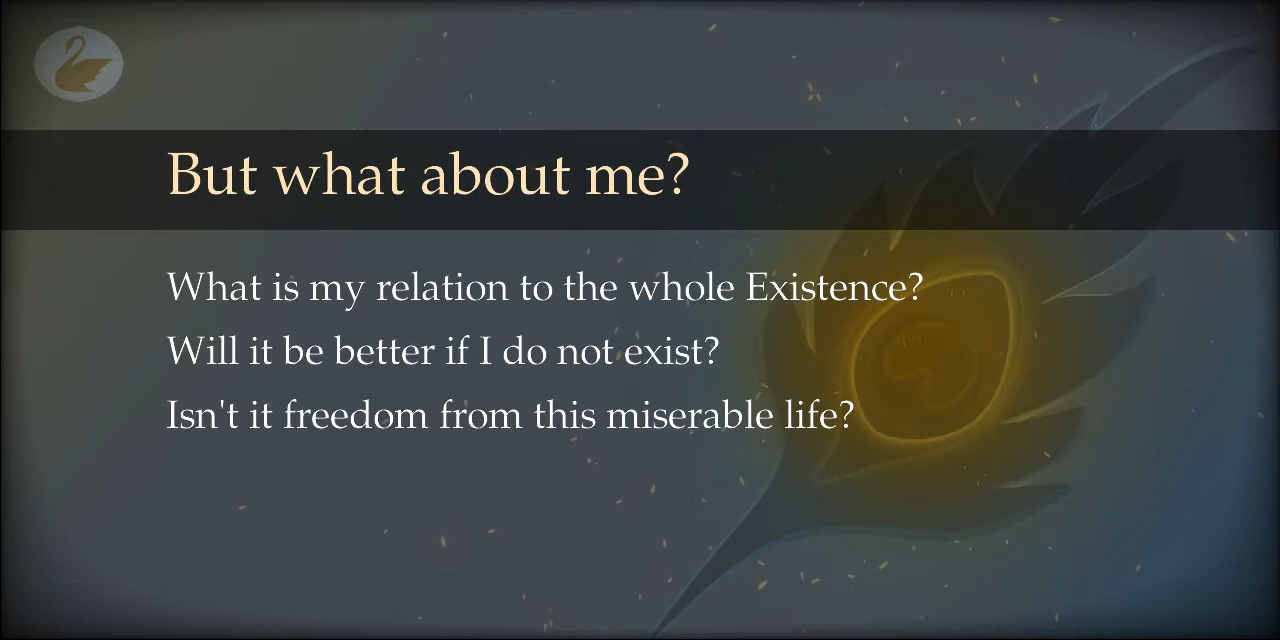 But what about me?
What is my relation to the whole Existence?
Will it be better if I do not exist?
Isn't it freedom from this miserable life?